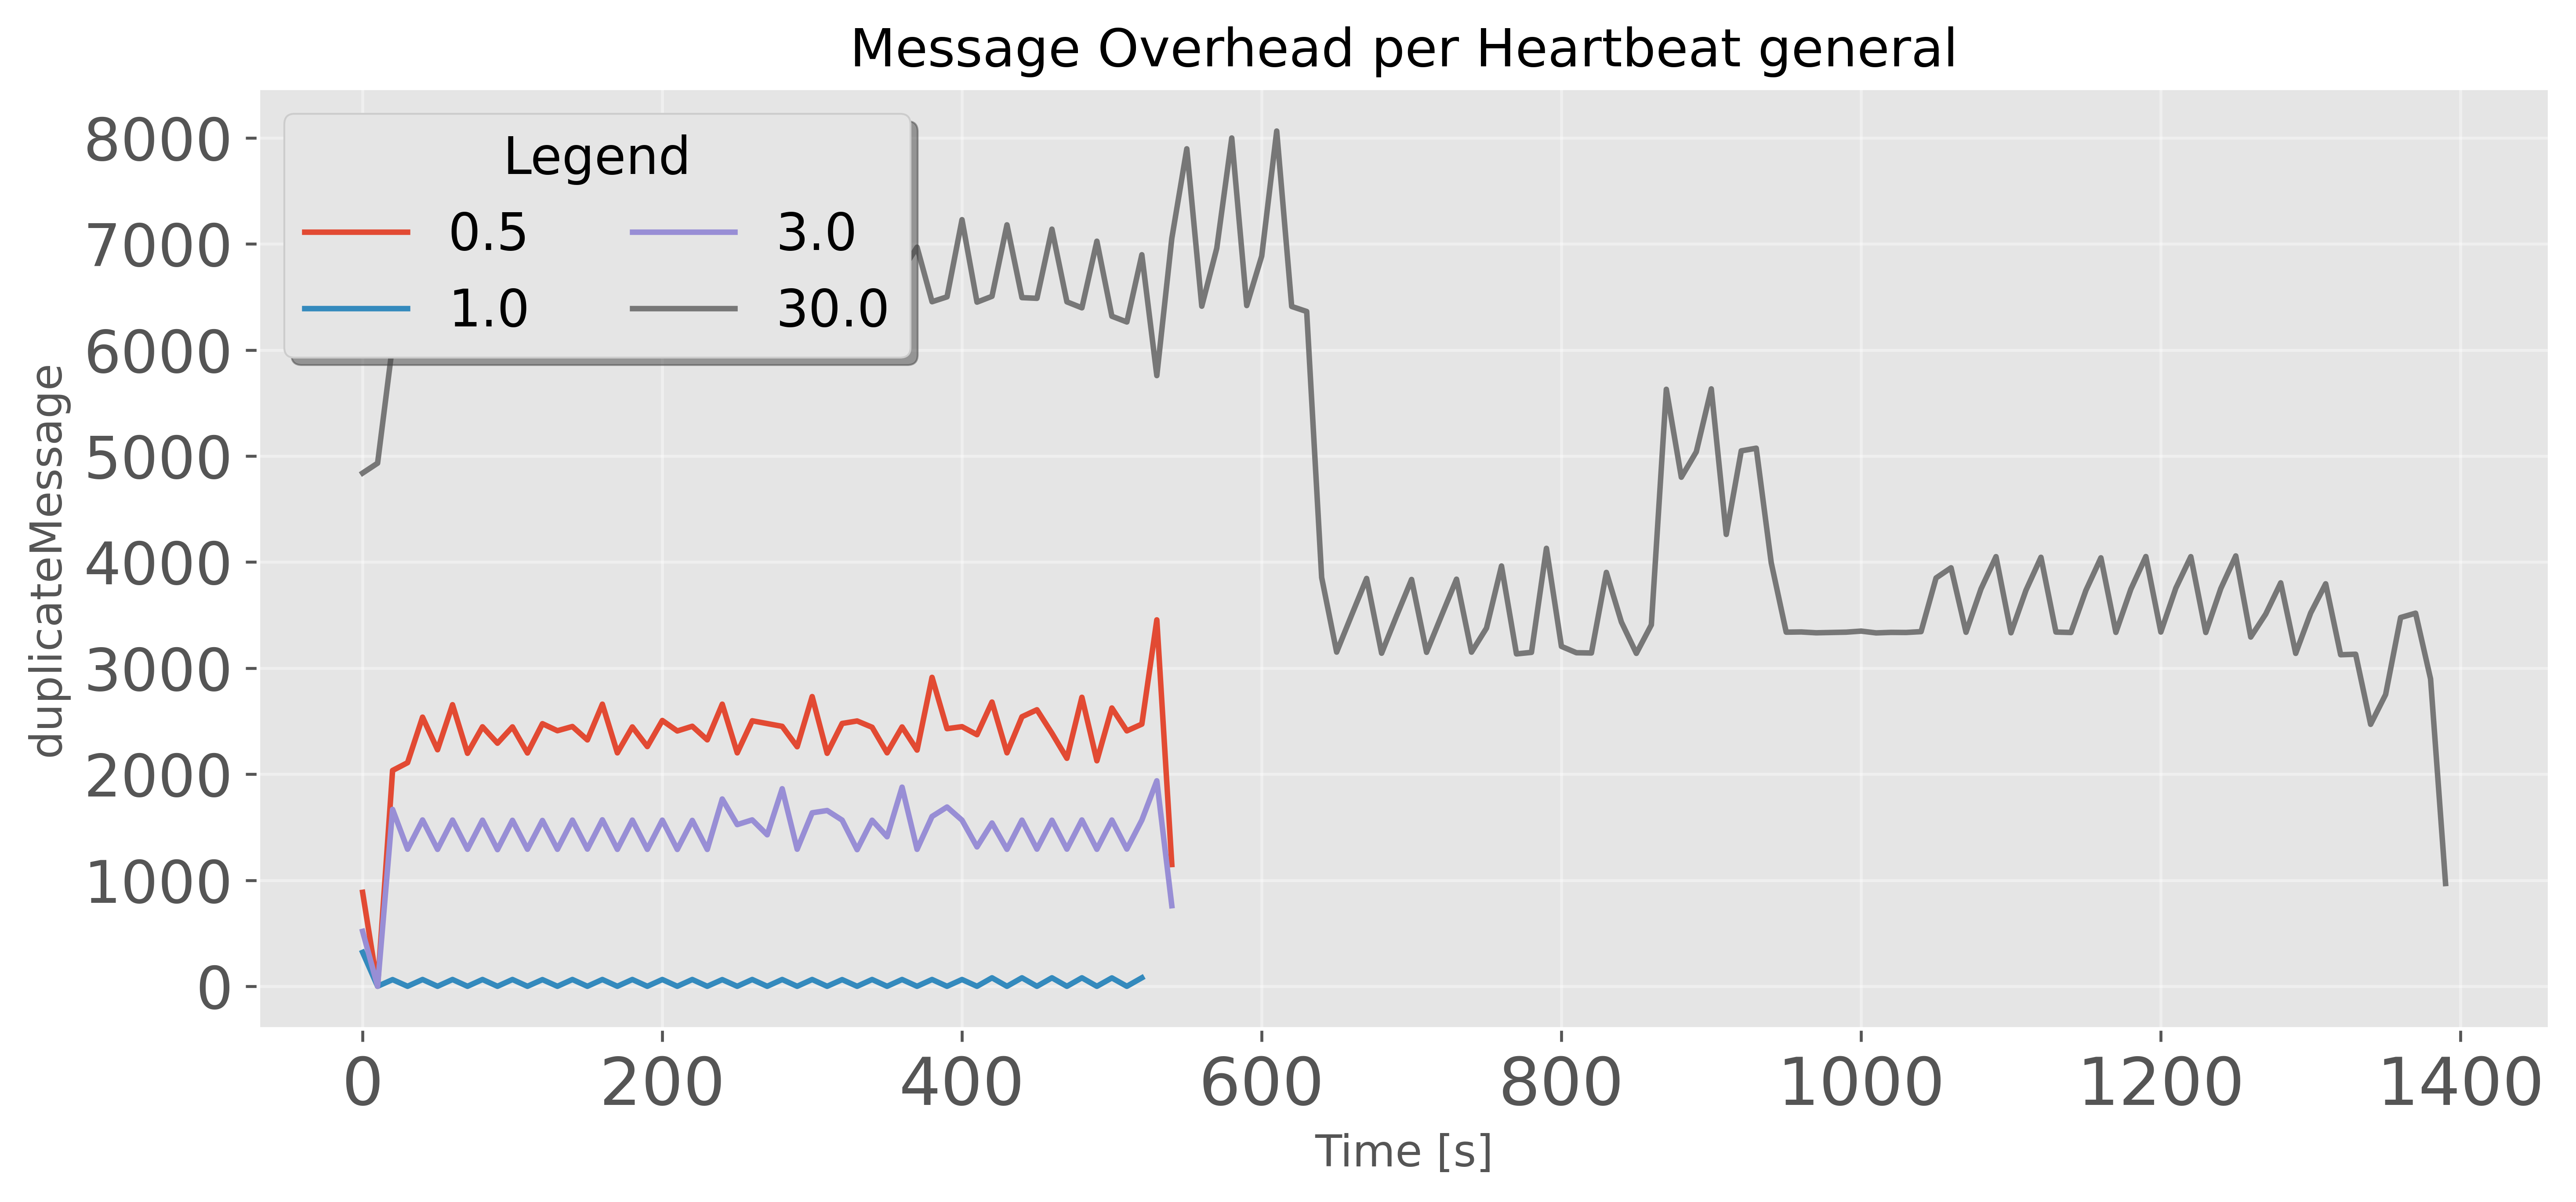 Message Overhead per Heartbeat general
Legend
0.5 3.0
1.0 30.0
duplicateMessage
8000
7000
6000
5000
4000
3000
2000
1000
0
0 200 400 600 800 1000 1200 1400
Time [s]